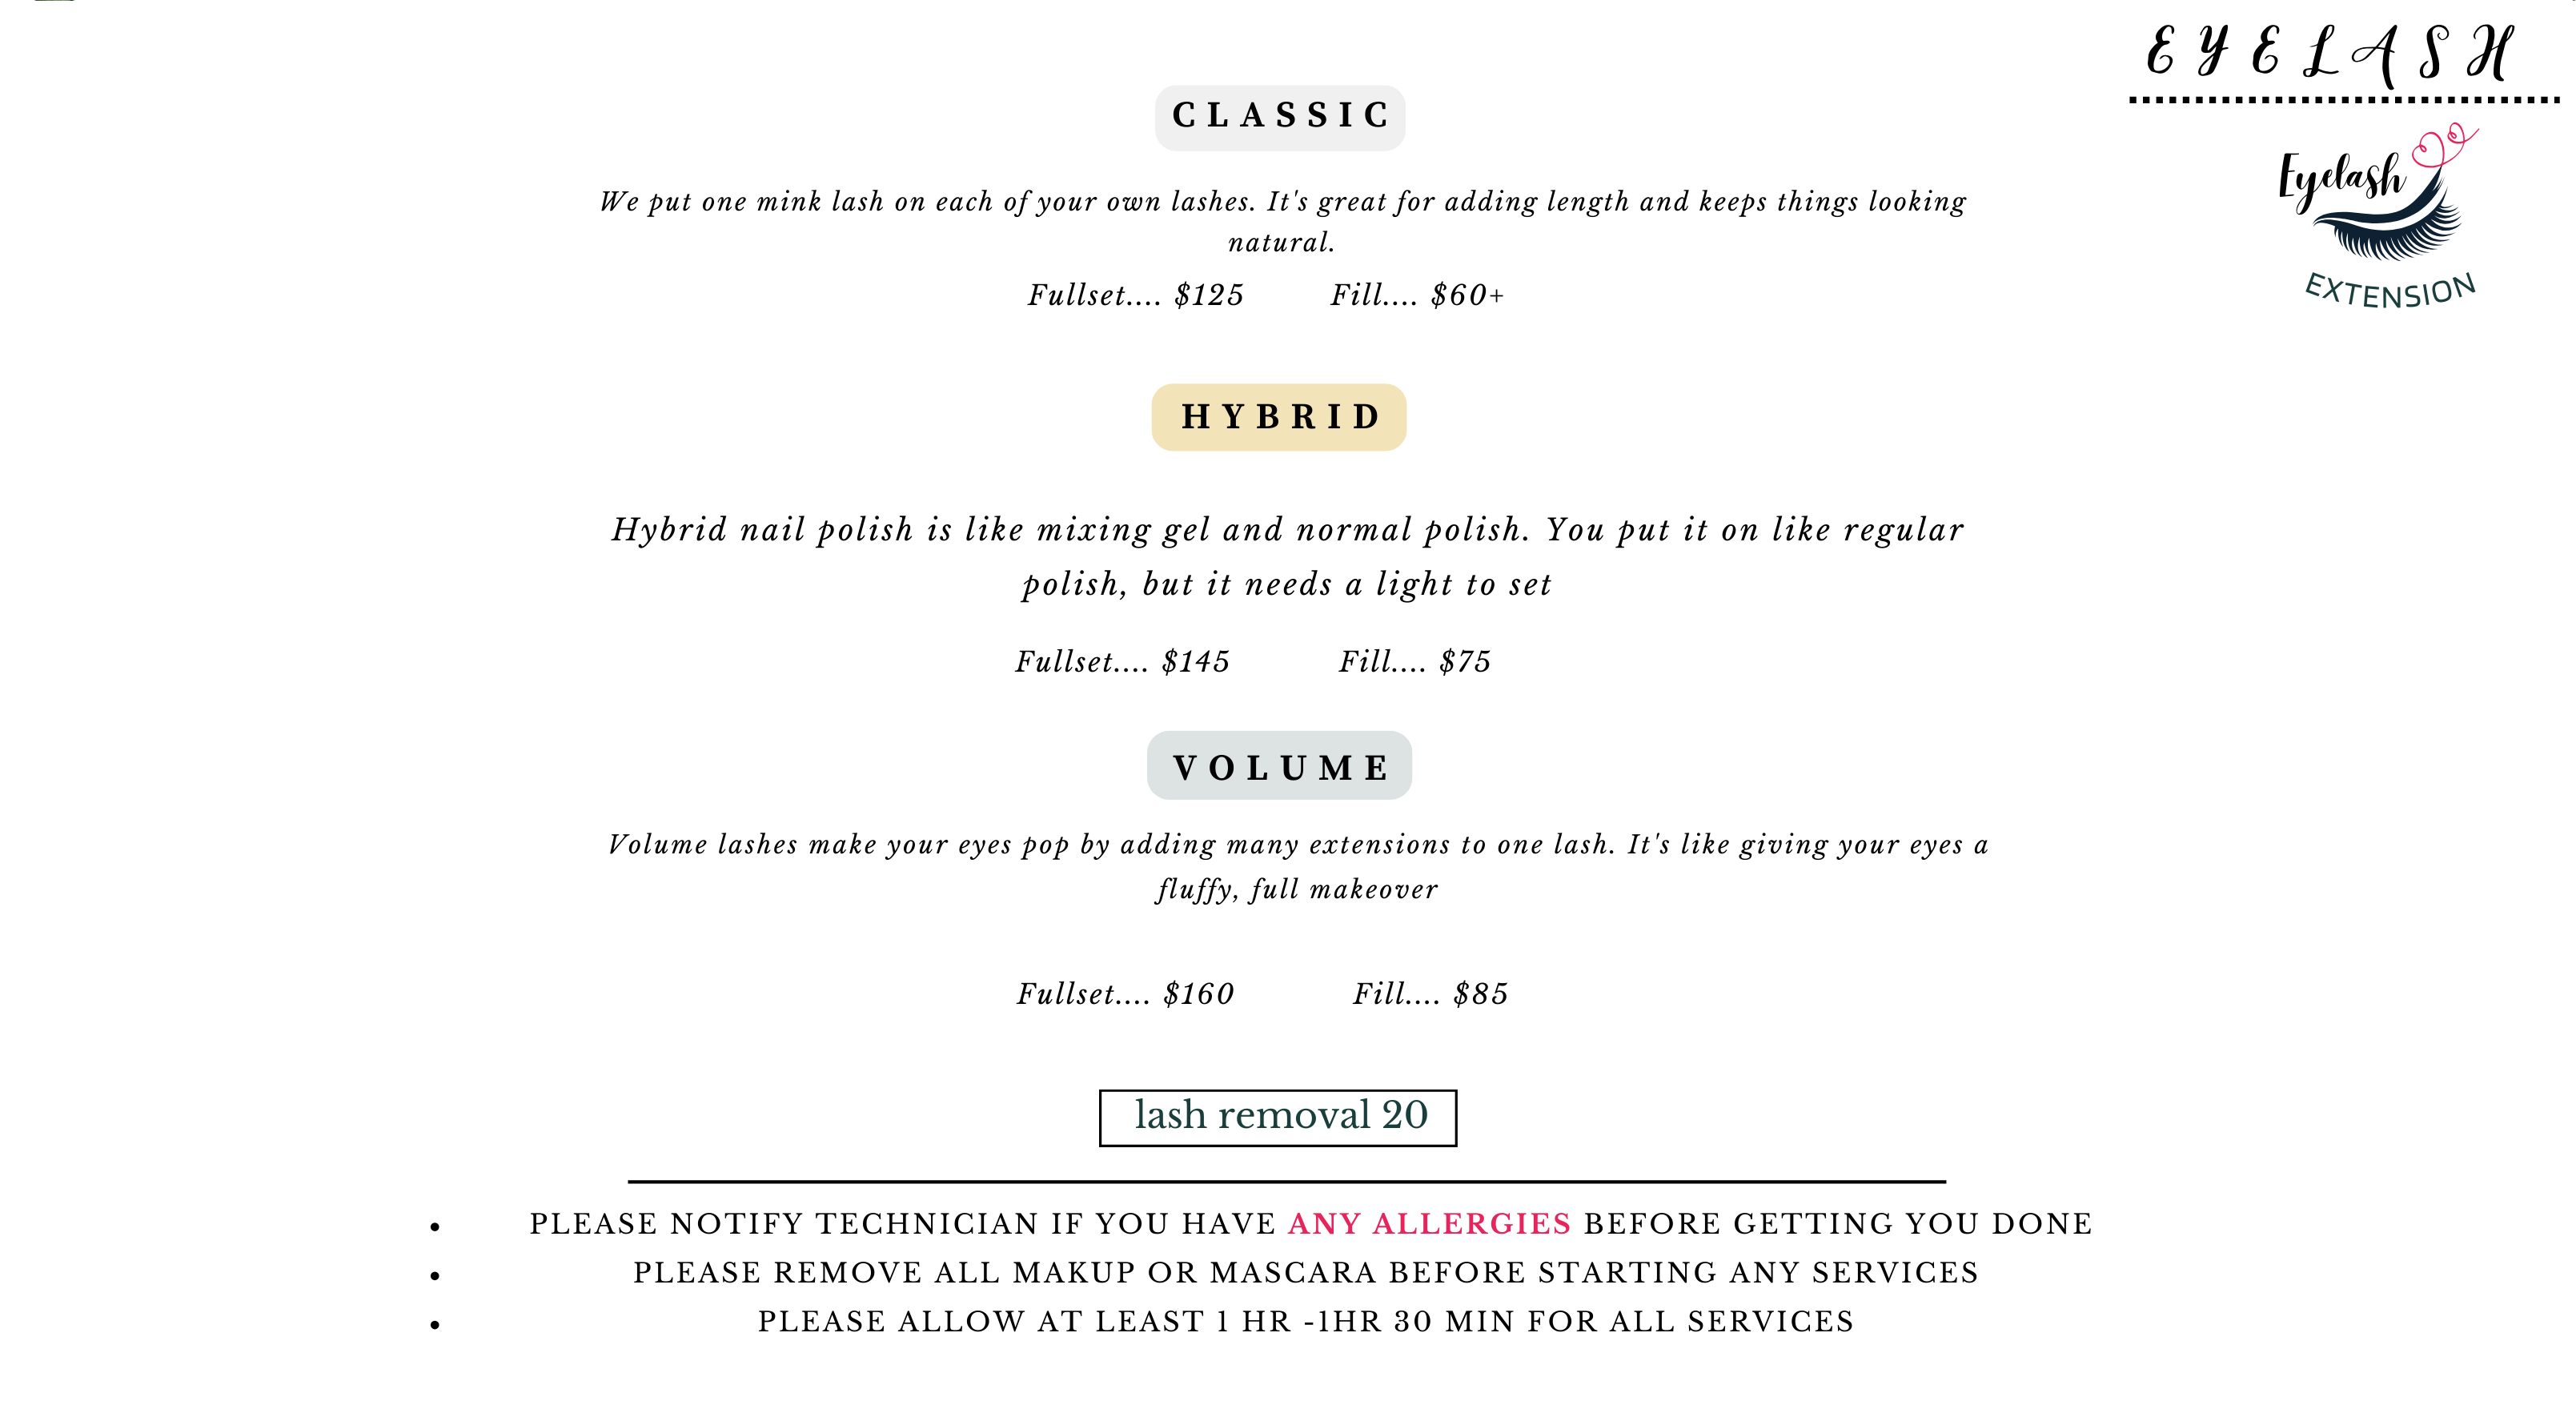 EYELASH
Eyelash
EXTENSION
CLASSIC
We put one mink lash on each of your own lashes. It's great for adding length and keeps things looking
natural.
Fullset.... $125 Fill.... $60+
HYBRID
Hybrid nail polish is like mixing gel and normal polish. You put it on like regular
polish, but it needs a light to set
Fullset.... $145 Fill.... $75
VOLUME
Volume lashes make your eyes pop by adding many extensions to one lash. It's like giving your eyes a
fluffy, full makeover
Fullset.... $160 Fill.... $85
lash removal 20
• PLEASE NOTIFY TECHNICIAN IF YOU HAVE ANY ALLERGIES BEFORE GETTING YOU DONE
• PLEASE REMOVE ALL MAKUP OR MASCARA BEFORE STARTING ANY SERVICES
• PLEASE ALLOW AT LEAST 1 HR -1HR 30 MIN FOR ALL SERVICES